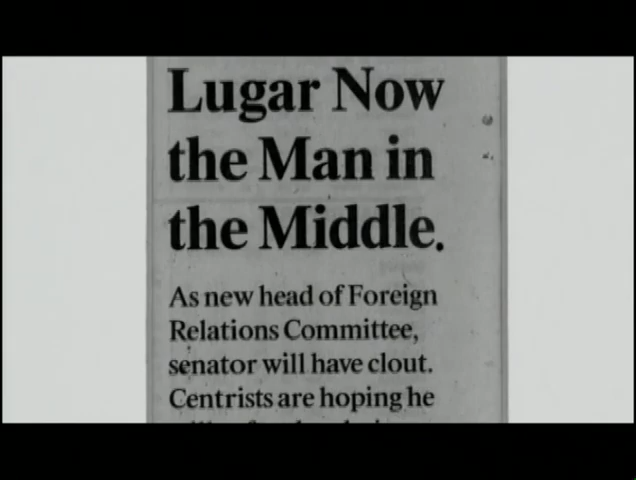 Lugar Now
the Man in
the Middle.
As new head of Foreign
Relations Committee,
senator will have clout.
Centrists are hoping he